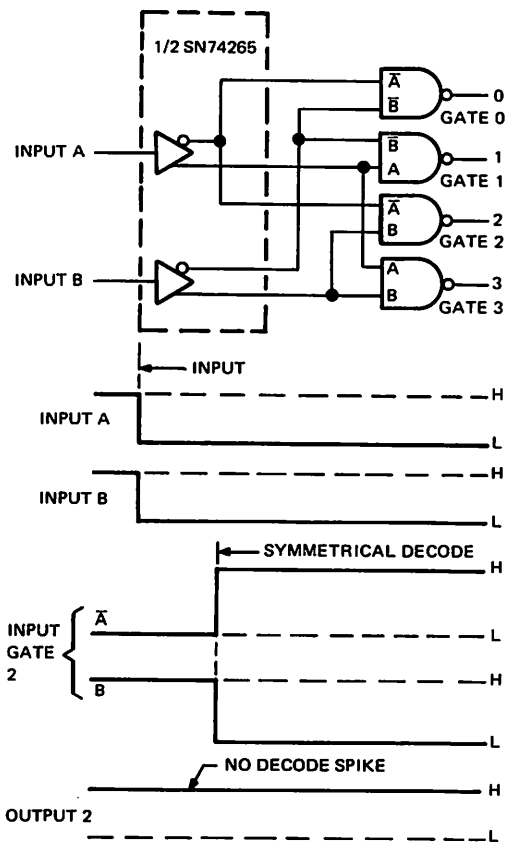 1/2 SN74265
INPUT A
INPUT B
A̅
B̅
0
GATE 0
B̅
A
1
GATE 1
A̅
B
2
GATE 2
A
B
3
GATE 3
INPUT
INPUT A
H
L
INPUT B
H
L
SYMMETRICAL DECODE
INPUT
GATE
2
A̅
H
L
B
H
L
NO DECODE SPIKE
OUTPUT 2
H
L